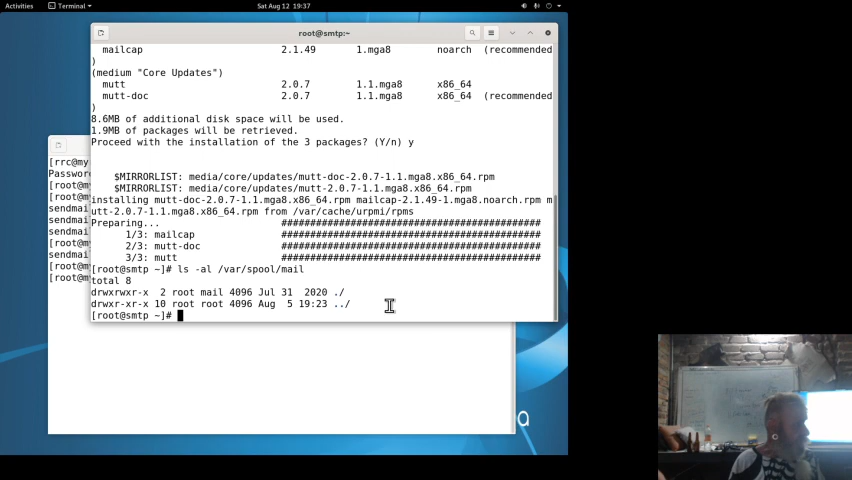 Activities Terminal Sat Aug 12 19:37
root@smtp:~
mailcap 2.1.49 1.mga8 noarch (recommended
)
(medium "Core Updates")
mutt 2.0.7 1.1.mga8 x86_64
mutt-doc 2.0.7 1.1.mga8 x86_64 (recommended
)
8.6MB of additional disk space will be used.
1.9MB of packages will be retrieved.
Proceed with the installation of the 3 packages? (Y/n) y
$MIRRORLIST: media/core/updates/mutt-doc-2.0.7-1.1.mga8.x86_64.rpm
$MIRRORLIST: media/core/updates/mutt-2.0.7-1.1.mga8.x86_64.rpm
installing mutt-doc-2.0.7-1.1.mga8.x86_64.rpm mailcap-2.1.49-1.mga8.noarch.rpm m
utt-2.0.7-1.1.mga8.x86_64.rpm from /var/cache/urpmi/rpms
Preparing... #############################################
1/3: mailcap #############################################
2/3: mutt-doc #############################################
3/3: mutt #############################################
[root@smtp ~]# ls -al /var/spool/mail
total 8
drwxrwxr-x 2 root mail 4096 Jul 31 2020 ./
drwxr-xr-x 10 root root 4096 Aug 5 19:23 ../
[root@smtp ~]#
[rrc@my
Passwor
[root@my
[root@my
sendmai
sendmai
[root@my
sendmai
[root@my
[root@my
a